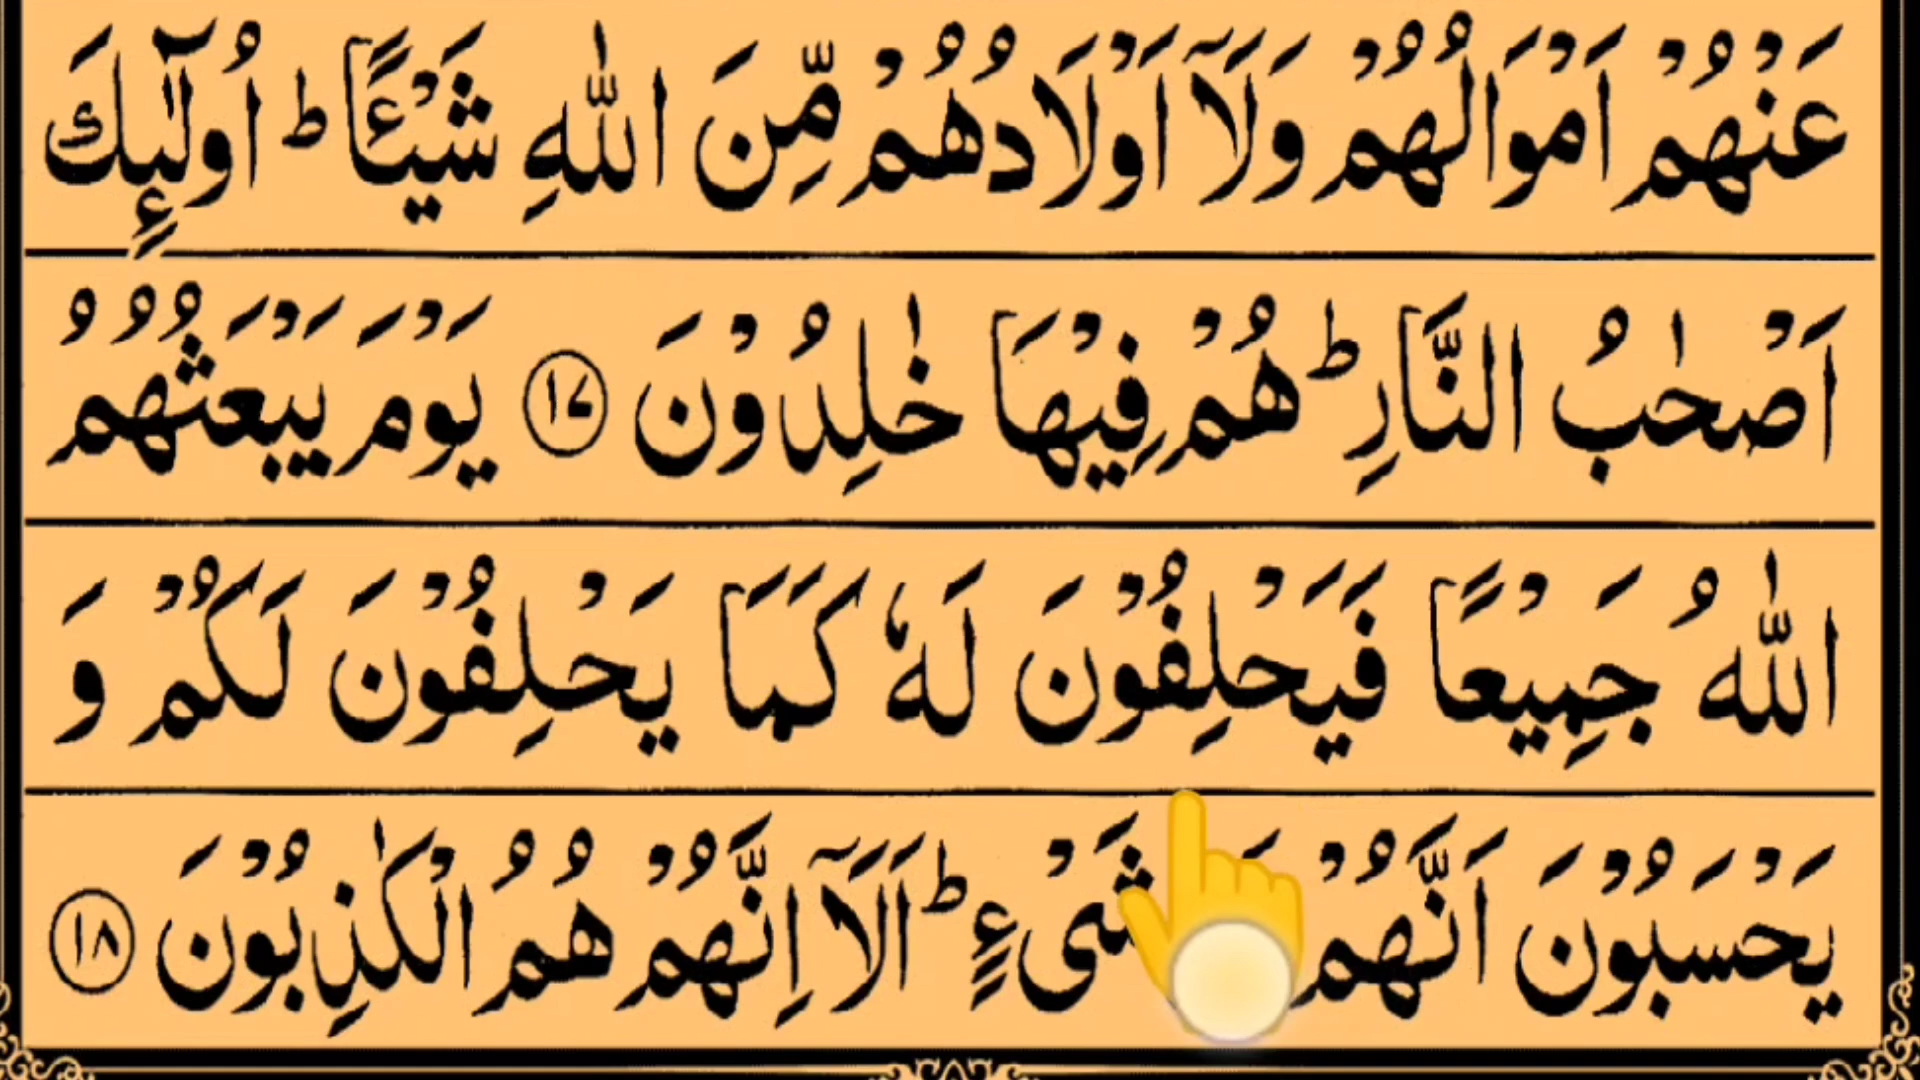 عَنْهُمْ اَمْوَالُهُمْ وَلَاۤ اَوْلَادُهُمْ مِّنَ اللّٰهِ شَيْـًٔا ؕ اُولٰٓىِٕكَ
اَصْحٰبُ النَّارِ ؕ هُمْ فِيْهَا خٰلِدُوْنَ ۝۱۷ يَوْمَ يَبْعَثُهُمُ
اللّٰهُ جَمِيْعًا فَيَحْلِفُوْنَ لَهٗ كَمَا يَحْلِفُوْنَ لَكُمْ وَ
يَحْسَبُوْنَ اَنَّهُمْ شَیْءٍ ؕ اَلَاۤ اِنَّهُمْ هُمُ الْكٰذِبُوْنَ ۝۱۸